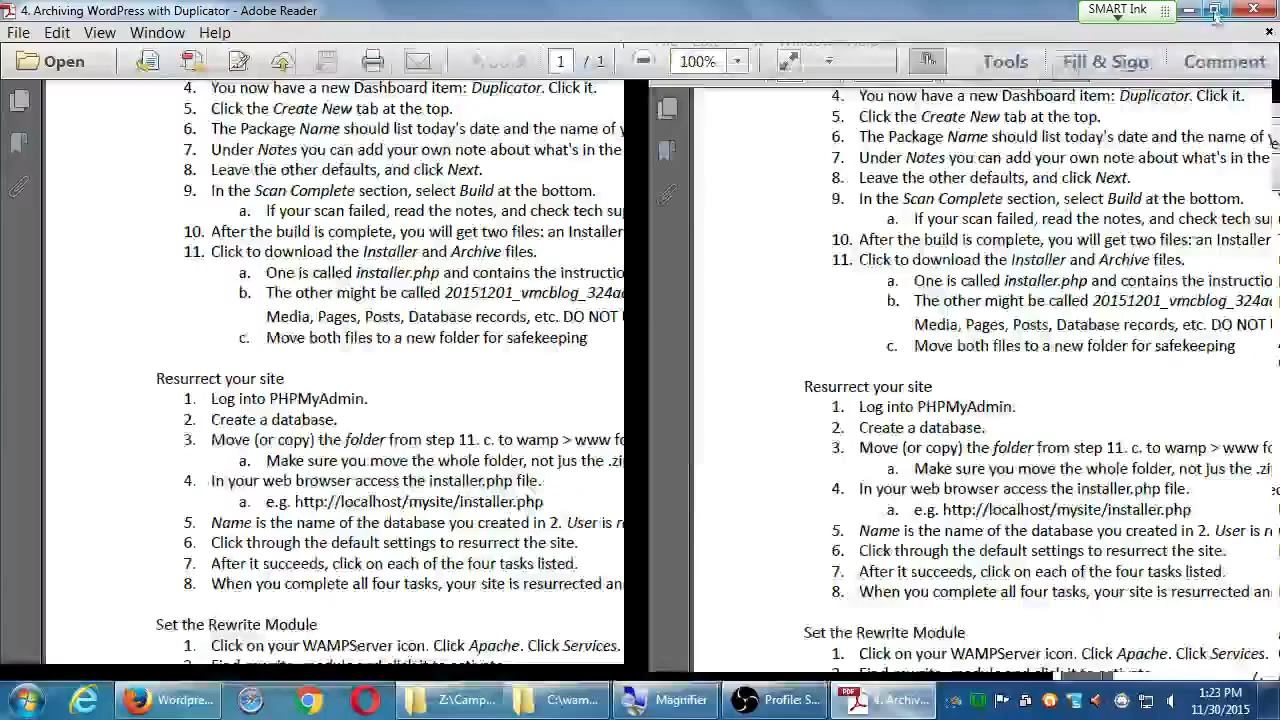 4. Archiving WordPress with Duplicator - Adobe Reader
SMART Ink
File Edit View Window Help
Open
1 / 1
100%
Tools
Fill & Sign
Comment
4. You now have a new Dashboard item: Duplicator. Click it.
5. Click the Create New tab at the top.
6. The Package Name should list today's date and the name of y
7. Under Notes you can add your own note about what's in the
8. Leave the other defaults, and click Next.
9. In the Scan Complete section, select Build at the bottom.
a. If your scan failed, read the notes, and check tech su
10. After the build is complete, you will get two files: an Installer
11. Click to download the Installer and Archive files.
a. One is called installer.php and contains the instructio
b. The other might be called 20151201_vmcblog_324a
Media, Pages, Posts, Database records, etc. DO NOT
c. Move both files to a new folder for safekeeping
Resurrect your site
1. Log into PHPMyAdmin.
2. Create a database.
3. Move (or copy) the folder from step 11. c. to wamp > www fo
a. Make sure you move the whole folder, not jus the .zi
4. In your web browser access the installer.php file.
a. e.g. http://localhost/mysite/installer.php
5. Name is the name of the database you created in 2. User is r
6. Click through the default settings to resurrect the site.
7. After it succeeds, click on each of the four tasks listed.
8. When you complete all four tasks, your site is resurrected an
Set the Rewrite Module
1. Click on your WAMPServer icon. Click Apache. Click Services.
4. You now have a new Dashboard item: Duplicator. Click it.
5. Click the Create New tab at the top.
6. The Package Name should list today's date and the name of y
7. Under Notes you can add your own note about what's in the
8. Leave the other defaults, and click Next.
9. In the Scan Complete section, select Build at the bottom.
a. If your scan failed, read the notes, and check tech su
10. After the build is complete, you will get two files: an Installer
11. Click to download the Installer and Archive files.
a. One is called installer.php and contains the instructio
b. The other might be called 20151201_vmcblog_324a
Media, Pages, Posts, Database records, etc. DO NOT
c. Move both files to a new folder for safekeeping
Resurrect your site
1. Log into PHPMyAdmin.
2. Create a database.
3. Move (or copy) the folder from step 11. c. to wamp > www fo
a. Make sure you move the whole folder, not jus the .zi
4. In your web browser access the installer.php file.
a. e.g. http://localhost/mysite/installer.php
5. Name is the name of the database you created in 2. User is r
6. Click through the default settings to resurrect the site.
7. After it succeeds, click on each of the four tasks listed.
8. When you complete all four tasks, your site is resurrected an
Set the Rewrite Module
1. Click on your WAMPServer icon. Click Apache. Click Services.
Wordpre...
Z:\Camp...
C:\wam...
Magnifier
Profile: S...
4. Archiv...
1:23 PM
11/30/2015